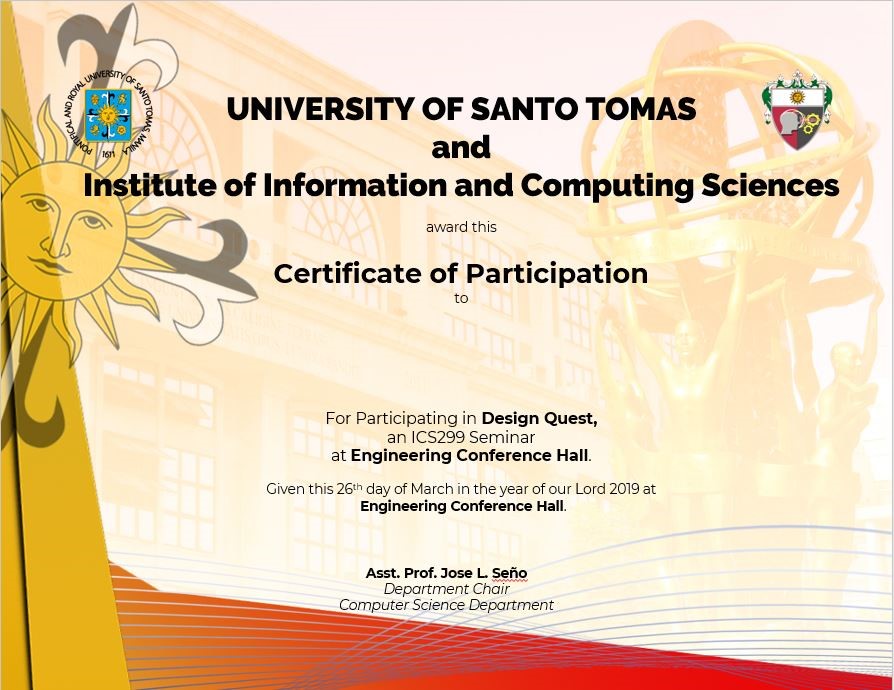 PONTIFICAL AND ROYAL UNIVERSITY OF SANTO TOMAS MANILA
1611
UNIVERSITY OF SANTO TOMAS
and
Institute of Information and Computing Sciences
award this
Certificate of Participation
to
For Participating in Design Quest,
an ICS299 Seminar
at Engineering Conference Hall.
Given this 26th day of March in the year of our Lord 2019 at
Engineering Conference Hall.
Asst. Prof. Jose L. Seño
Department Chair
Computer Science Department